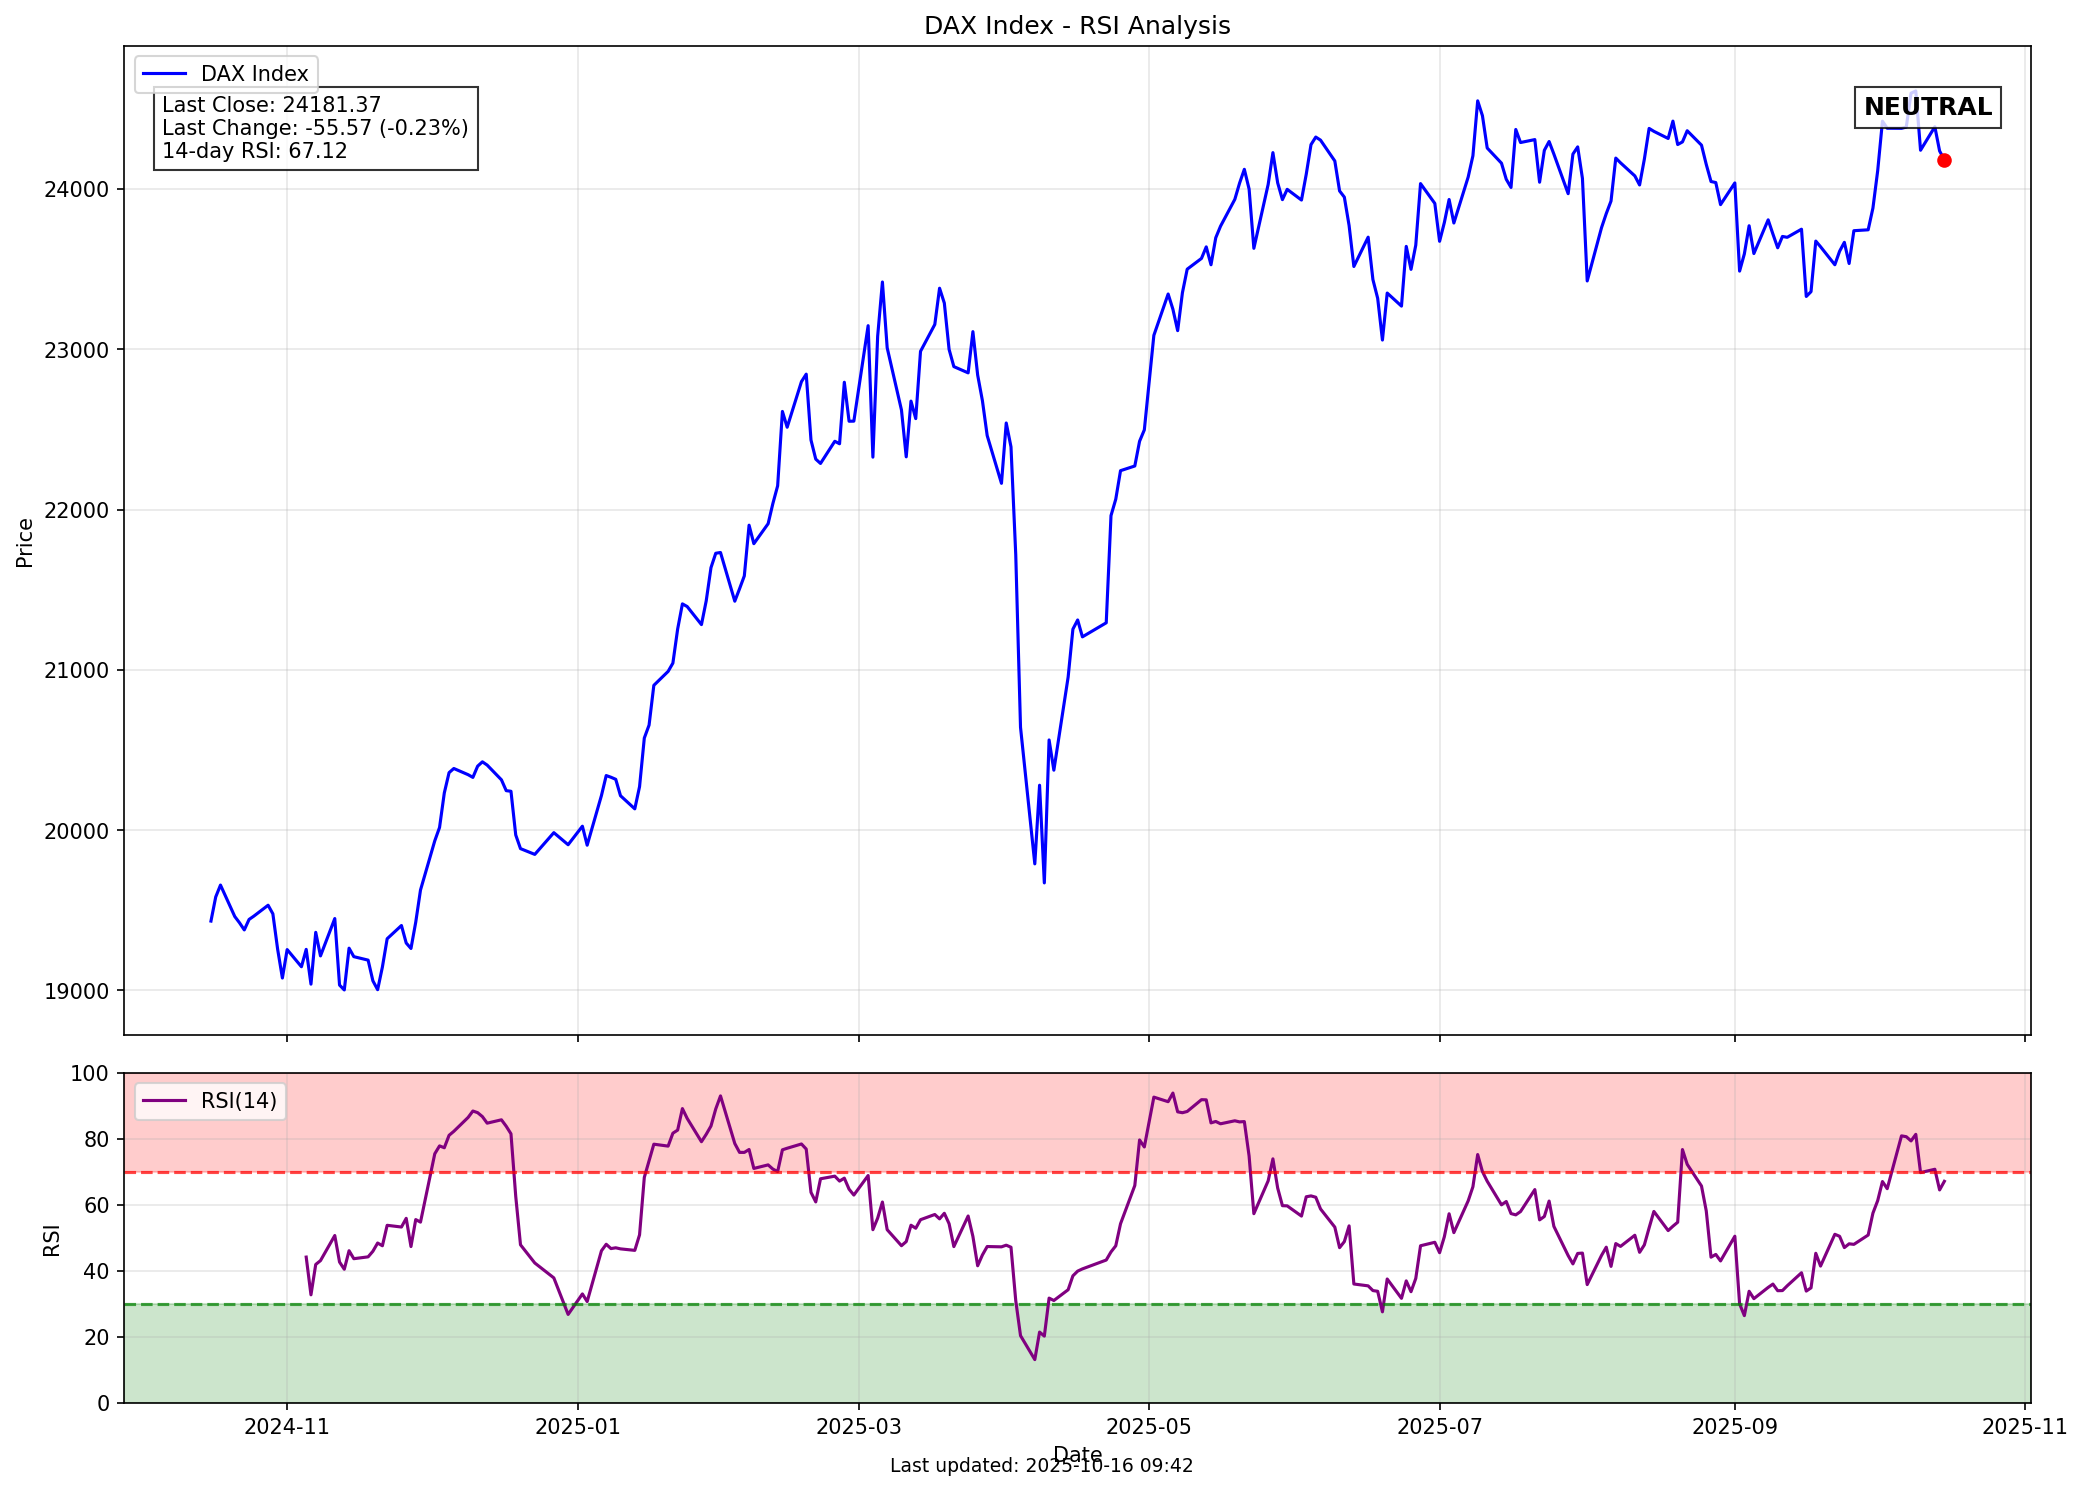 DAX Index - RSI Analysis
DAX Index
Last Close: 24181.37
Last Change: -55.57 (-0.23%)
14-day RSI: 67.12
NEUTRAL
Price
24000
23000
22000
21000
20000
19000
RSI(14)
RSI
100
80
60
40
20
0
2024-11
2025-01
2025-03
2025-05
2025-07
2025-09
2025-11
Date
Last updated: 2025-10-16 09:42